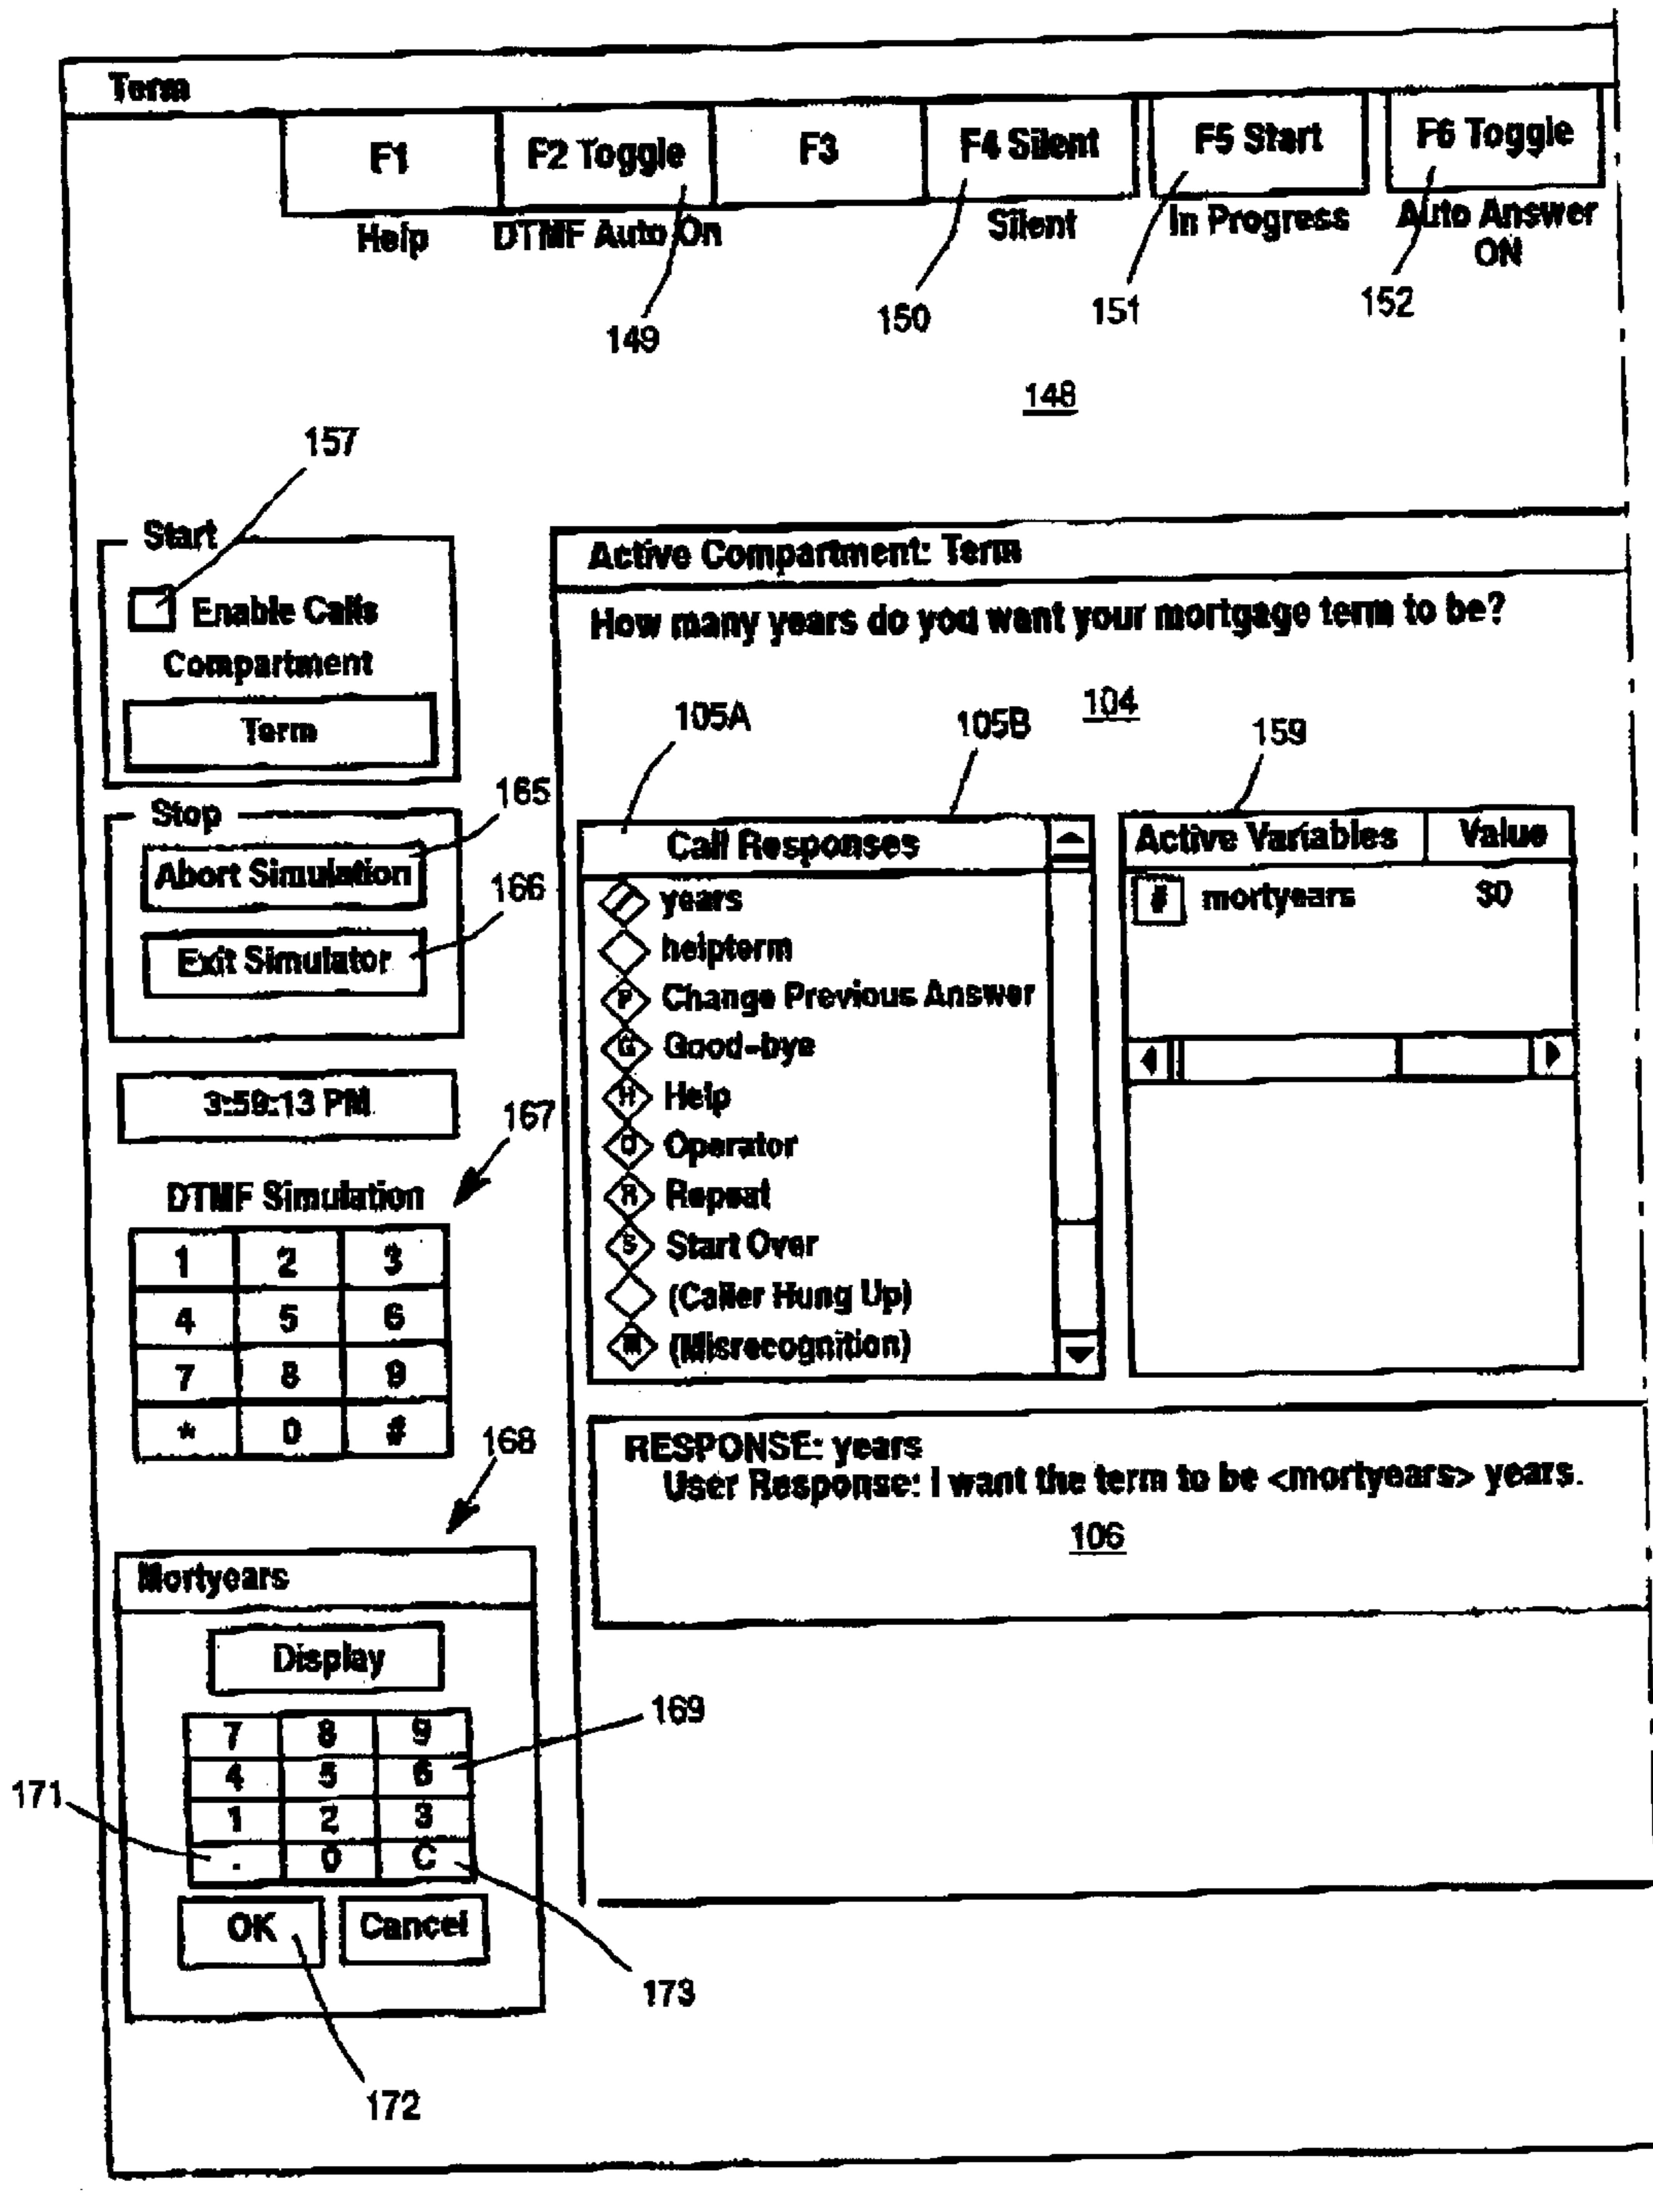 Term
F1
F2 Toggle
F3
F4 Silent
F5 Start
F6 Toggle
Help
DTMF Auto On
Silent
In Progress
Auto Answer
ON
149
150
151
152
148
157
Start
Enable Calls
Compartment
Term
165
Stop
Abort Simulation
166
Exit Simulator
3:59:13 PM
167
DTMF Simulation
1 2 3
4 5 6
7 8 9
* 0 #
168
Mortyears
Display
7 8 9
4 5 6
1 2 3
. 0 C
169
171
OK Cancel
173
172
Active Compartment: Term
How many years do you want your mortgage term to be?
104
105A
105B
159
Call Responses
/ years
helpterm
P Change Previous Answer
G Good-bye
H Help
O Operator
R Repeat
S Start Over
(Caller Hung Up)
M (Misrecognition)
Active Variables Value
# mortyears 30
RESPONSE: years
User Response: I want the term to be <mortyears> years.
106